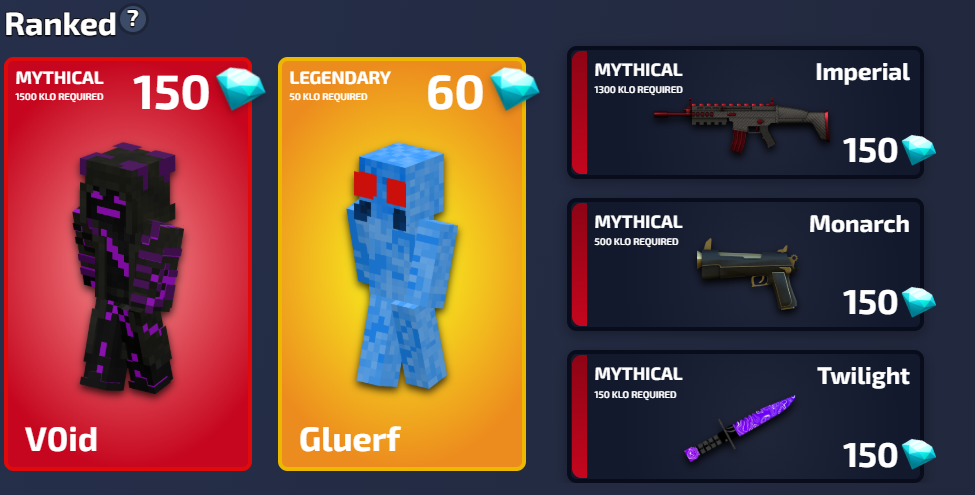 Ranked ?
MYTHICAL
1500 KLO REQUIRED
150
V0id
LEGENDARY
50 KLO REQUIRED
60
Gluerf
MYTHICAL
1300 KLO REQUIRED
Imperial
150
MYTHICAL
500 KLO REQUIRED
Monarch
150
MYTHICAL
150 KLO REQUIRED
Twilight
150